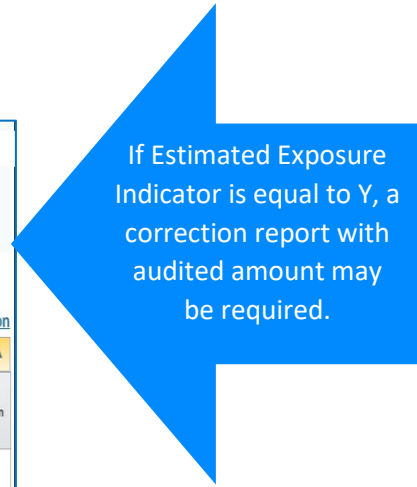 If Estimated Exposure
Indicator is equal to Y, a
correction report with
audited amount may
be required.